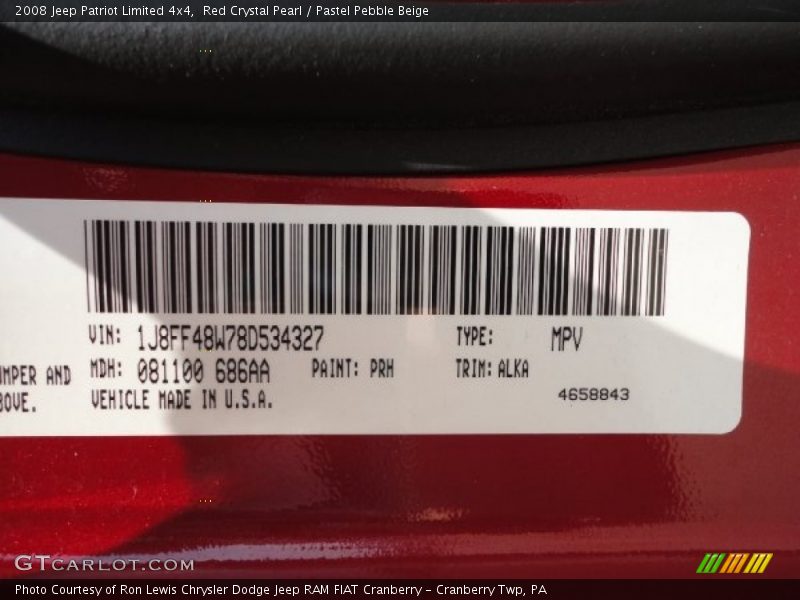 2008 Jeep Patriot Limited 4x4, Red Crystal Pearl / Pastel Pebble Beige
VIN: 1J8FF48W78D534327 TYPE: MPV
AND MDH: 081100 686AA PAINT: PRH TRIM: ALKA
VEHICLE MADE IN U.S.A.
4658843
GTCARLOT.COM
Photo Courtesy of Ron Lewis Chrysler Dodge Jeep RAM FIAT Cranberry - Cranberry Twp, PA